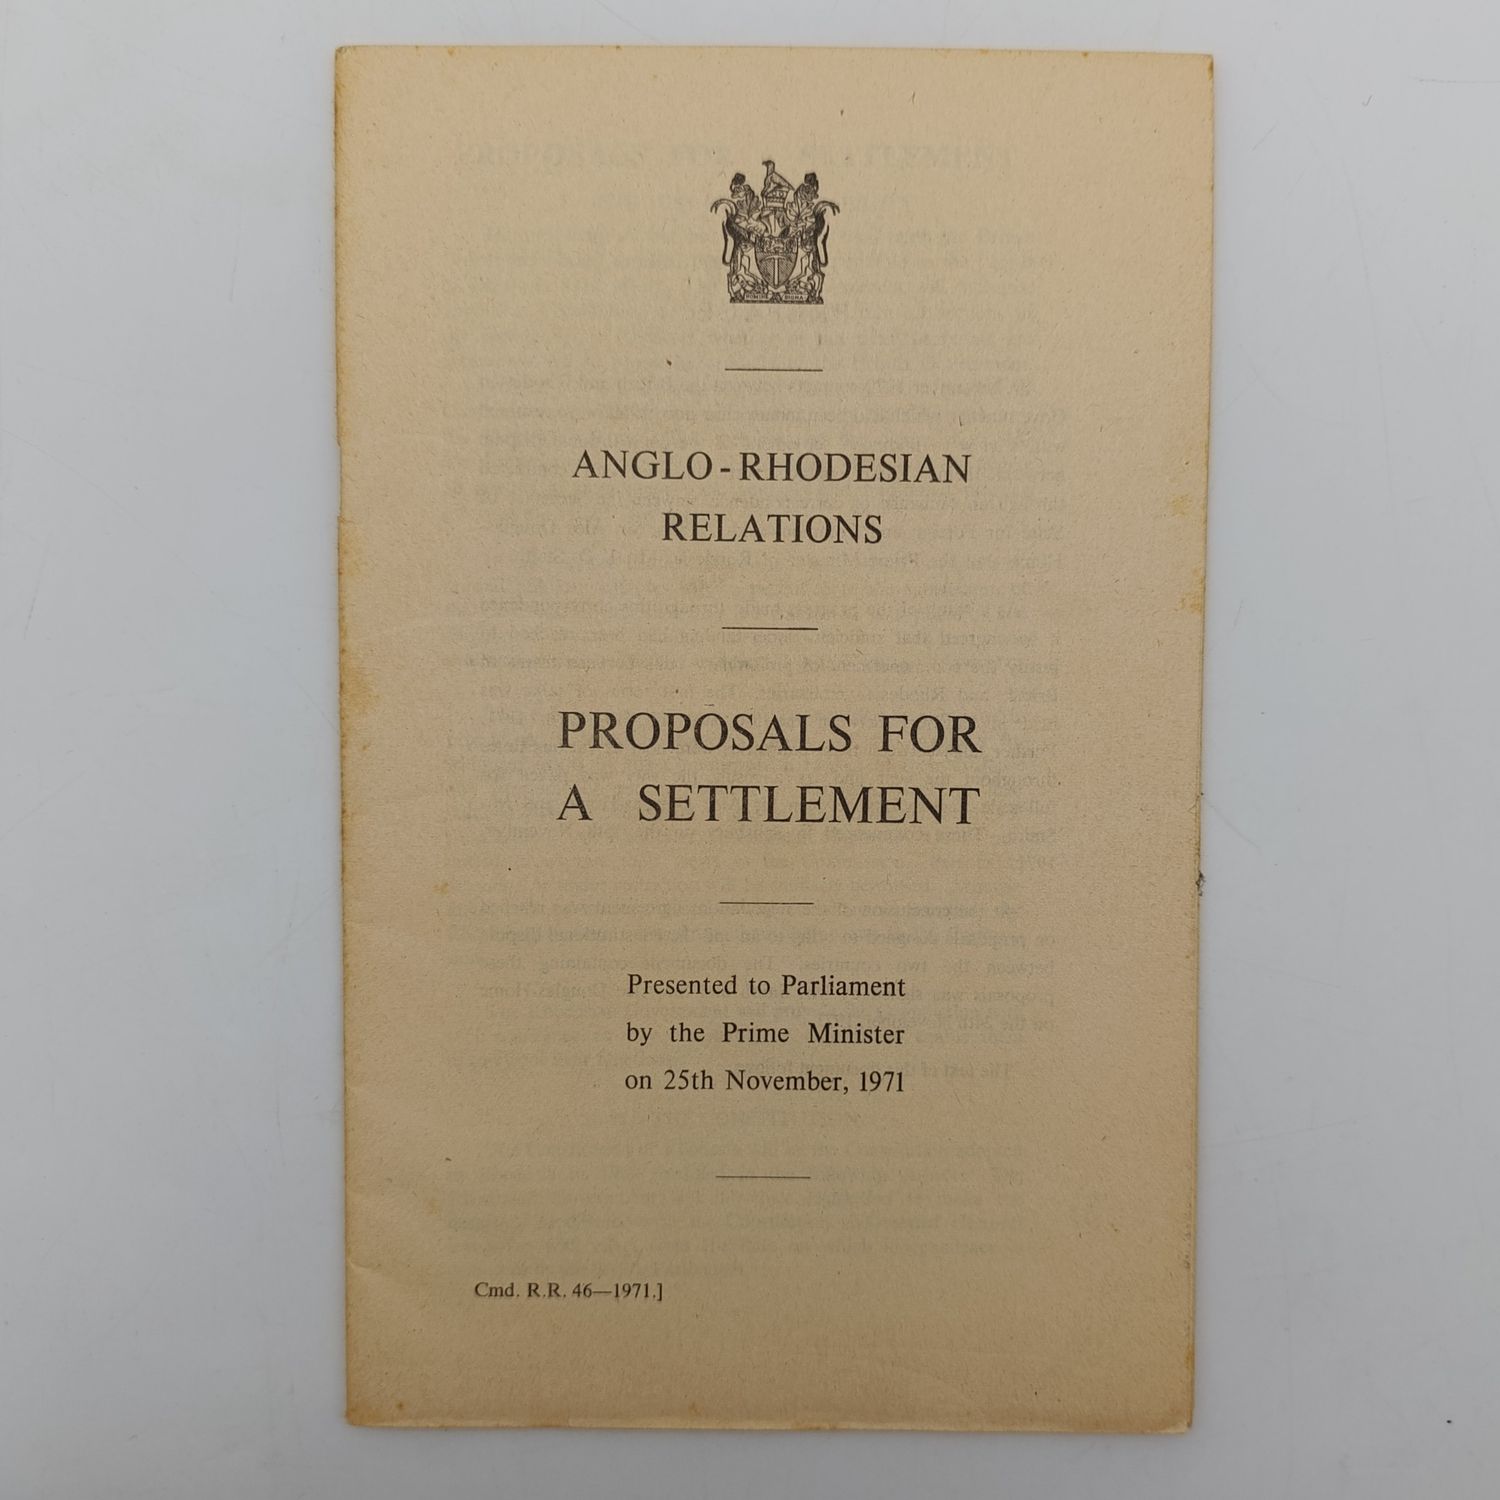 ANGLO-RHODESIAN
RELATIONS
PROPOSALS FOR
A SETTLEMENT
Presented to Parliament
by the Prime Minister
on 25th November, 1971
Cmd. R.R. 46—1971.]